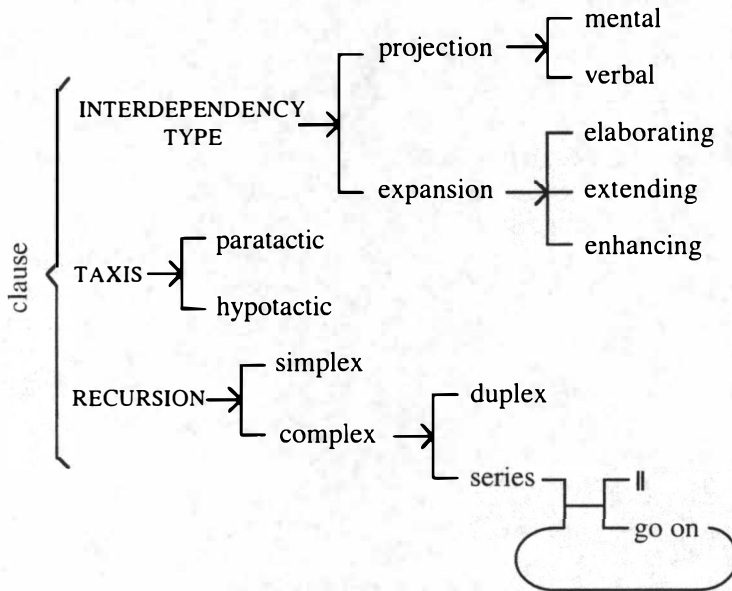 mental
projection
verbal
INTERDEPENDENCY
TYPE
elaborating
expansion
extending
enhancing
clause
paratactic
TAXIS
hypotactic
simplex
RECURSION
complex
duplex
series
||
go on